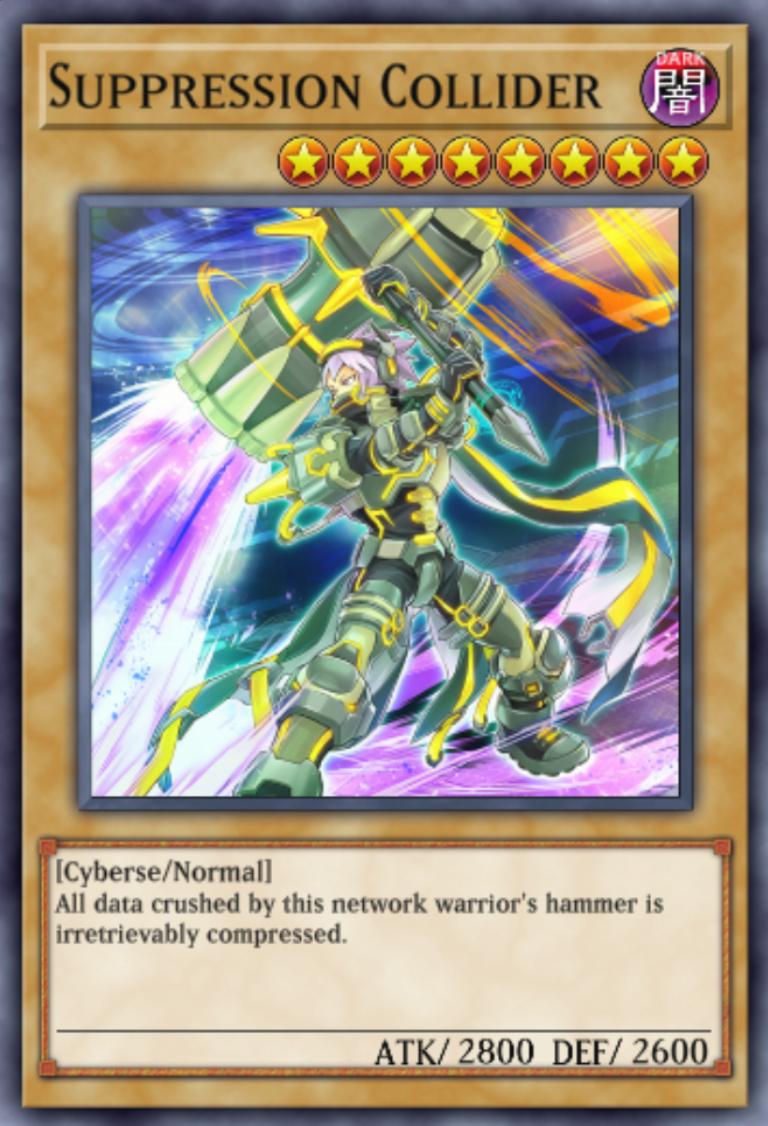 SUPPRESSION COLLIDER
DARK
闇
[Cyberse/Normal]
All data crushed by this network warrior's hammer is
irretrievably compressed.
ATK/ 2800 DEF/ 2600